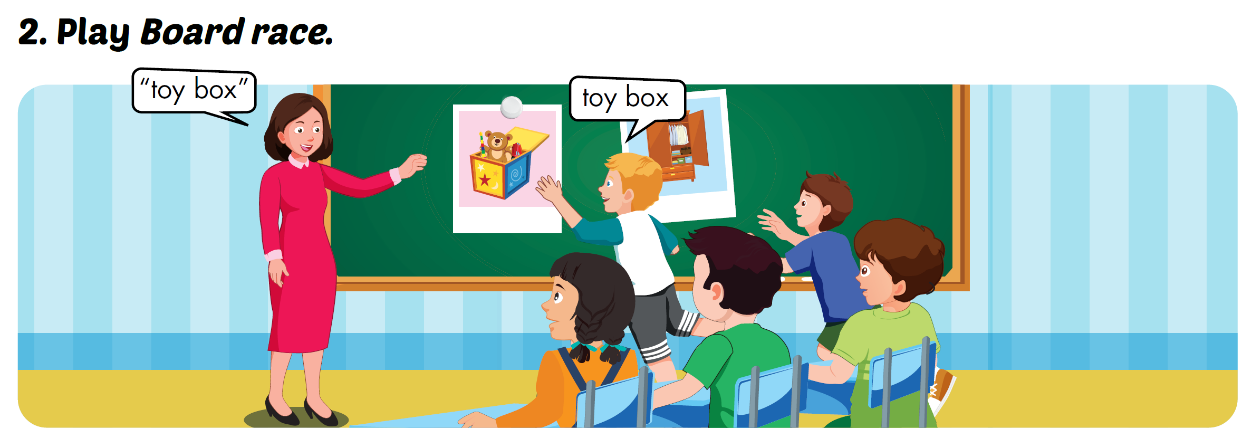 2. Play Board race.
“toy box”
toy box